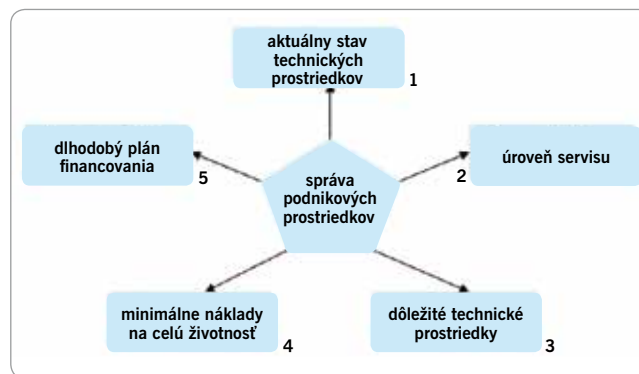 aktuálny stav
technických
prostriedkov
1
dlhodobý plán
financovania
5
správa
podnikových
prostriedkov
2
úroveň servisu
minimálne náklady
na celú životnosť
4
dôležité technické
prostriedky
3